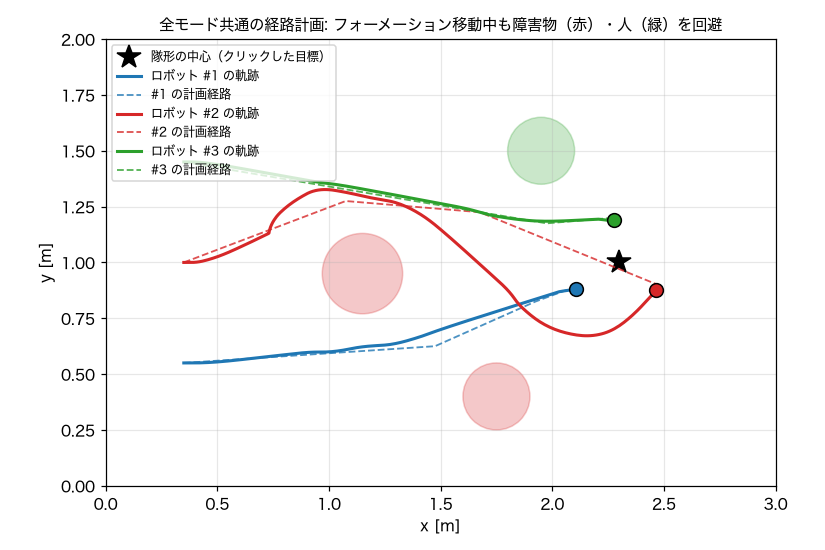 全モード共通の経路計画: フォーメーション移動中も障害物（赤）・人（緑）を回避
2.00
1.75
1.50
1.25
1.00
0.75
0.50
0.25
0.00
y [m]
隊形の中心（クリックした目標）
ロボット #1 の軌跡
#1 の計画経路
ロボット #2 の軌跡
#2 の計画経路
ロボット #3 の軌跡
#3 の計画経路
0.0 0.5 1.0 1.5 2.0 2.5 3.0
x [m]